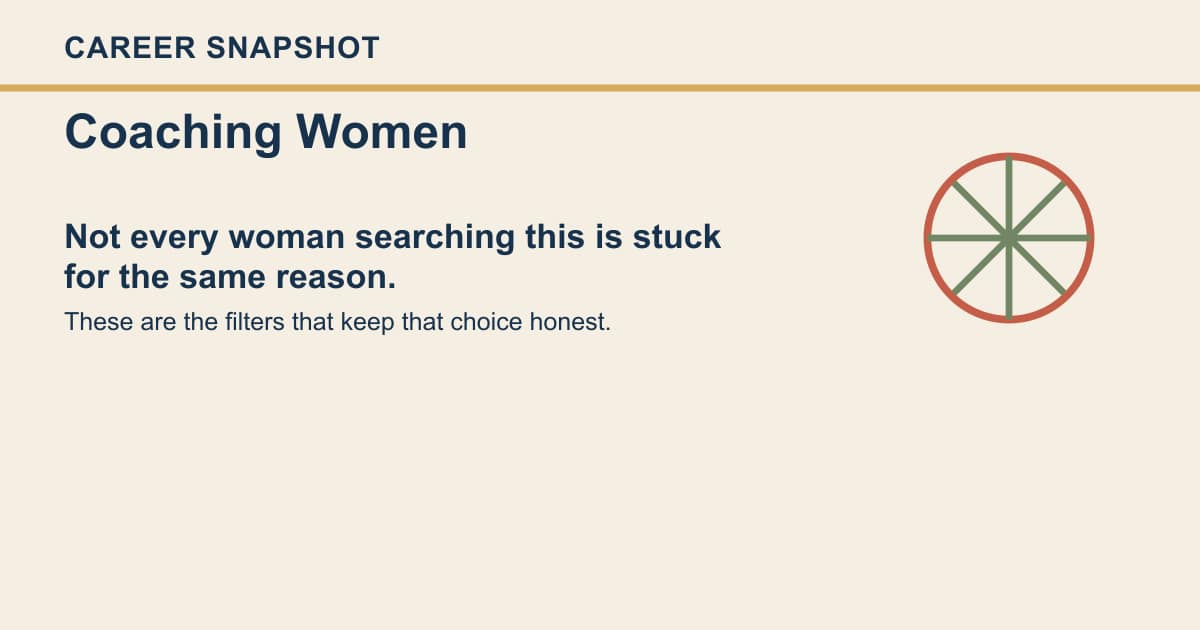 CAREER SNAPSHOT
Coaching Women
Not every woman searching this is stuck
for the same reason.
These are the filters that keep that choice honest.